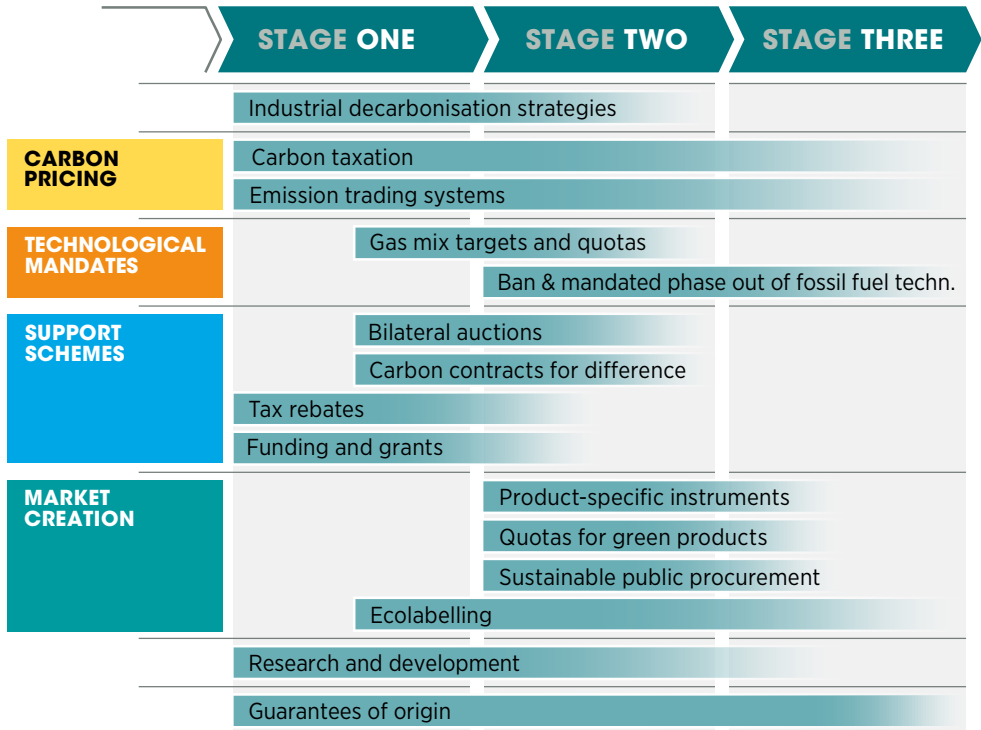 STAGE ONE
STAGE TWO
STAGE THREE
Industrial decarbonisation strategies
CARBON
PRICING
Carbon taxation
Emission trading systems
TECHNOLOGICAL
MANDATES
Gas mix targets and quotas
Ban & mandated phase out of fossil fuel techn.
SUPPORT
SCHEMES
Bilateral auctions
Carbon contracts for difference
Tax rebates
Funding and grants
MARKET
CREATION
Product-specific instruments
Quotas for green products
Sustainable public procurement
Ecolabelling
Research and development
Guarantees of origin